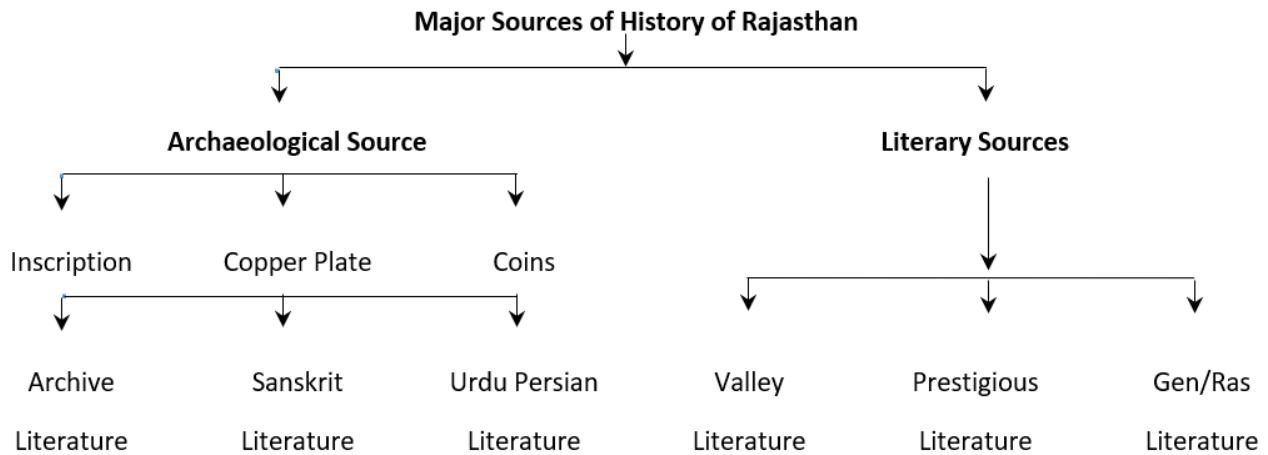 Major Sources of History of Rajasthan
Archaeological Source Literary Sources
Inscription Copper Plate Coins
Archive Sanskrit Urdu Persian Valley Prestigious Gen/Ras
Literature Literature Literature Literature Literature Literature